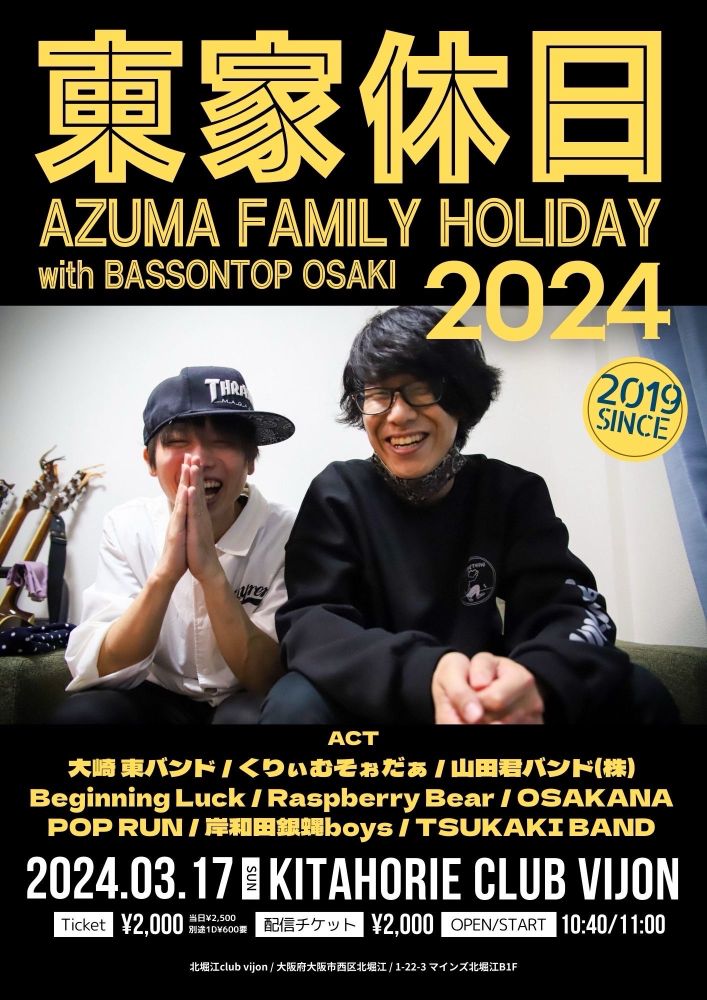 東家休日
AZUMA FAMILY HOLIDAY
with BASSONTOP OSAKI
2024
2019
SINCE
THRA
MAG
ACT
大崎 東バンド / くりぃむそぉだぁ / 山田君バンド(株)
Beginning Luck / Raspberry Bear / OSAKANA
POP RUN / 岸和田銀蝿boys / TSUKAKI BAND
2024.03.17 SUN KITAHORIE CLUB VIJON
Ticket ¥2,000 当日¥2,500 別途1D¥600要 配信チケット ¥2,000 OPEN/START 10:40/11:00
北堀江club vijon / 大阪府大阪市西区北堀江 / 1-22-3 マインズ北堀江B1F